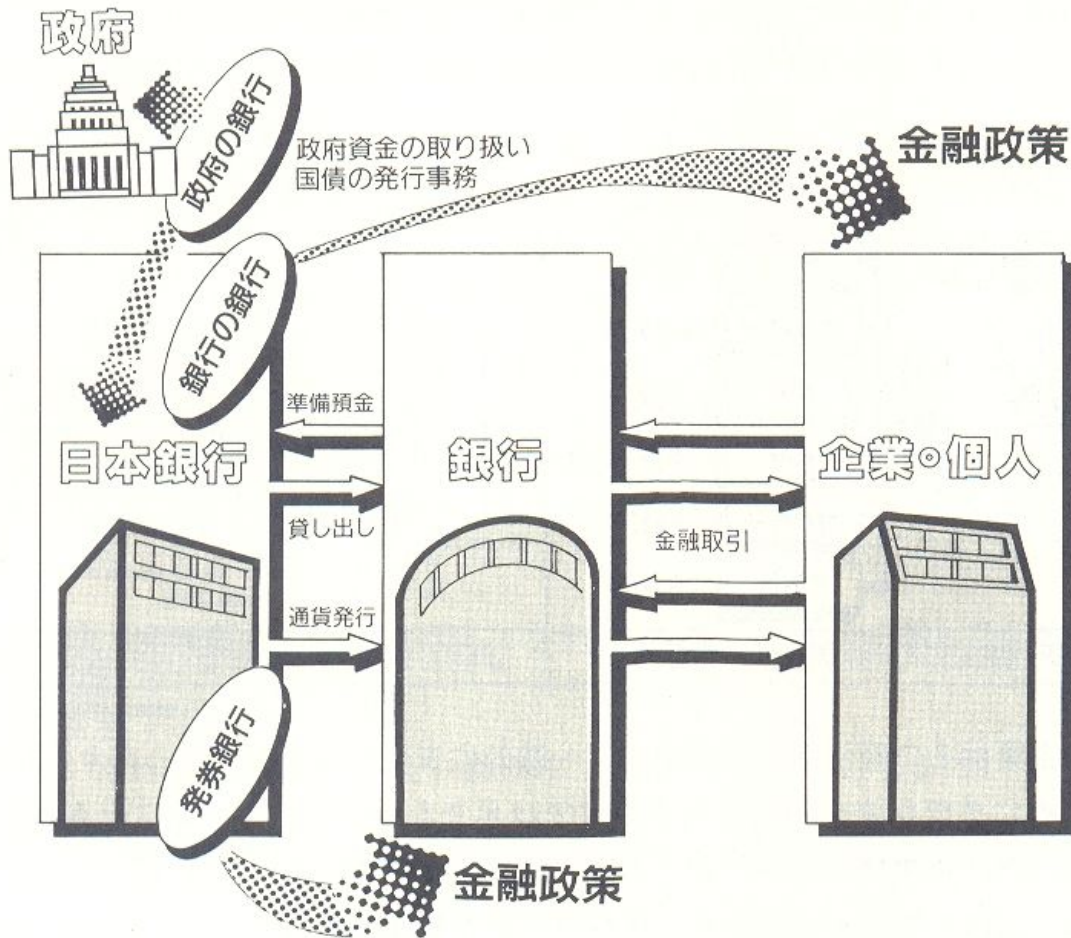 政府
政府の銀行
政府資金の取り扱い
国債の発行事務
金融政策
銀行の銀行
準備預金
日本銀行
銀行
企業・個人
貸し出し
金融取引
通貨発行
発券銀行
金融政策